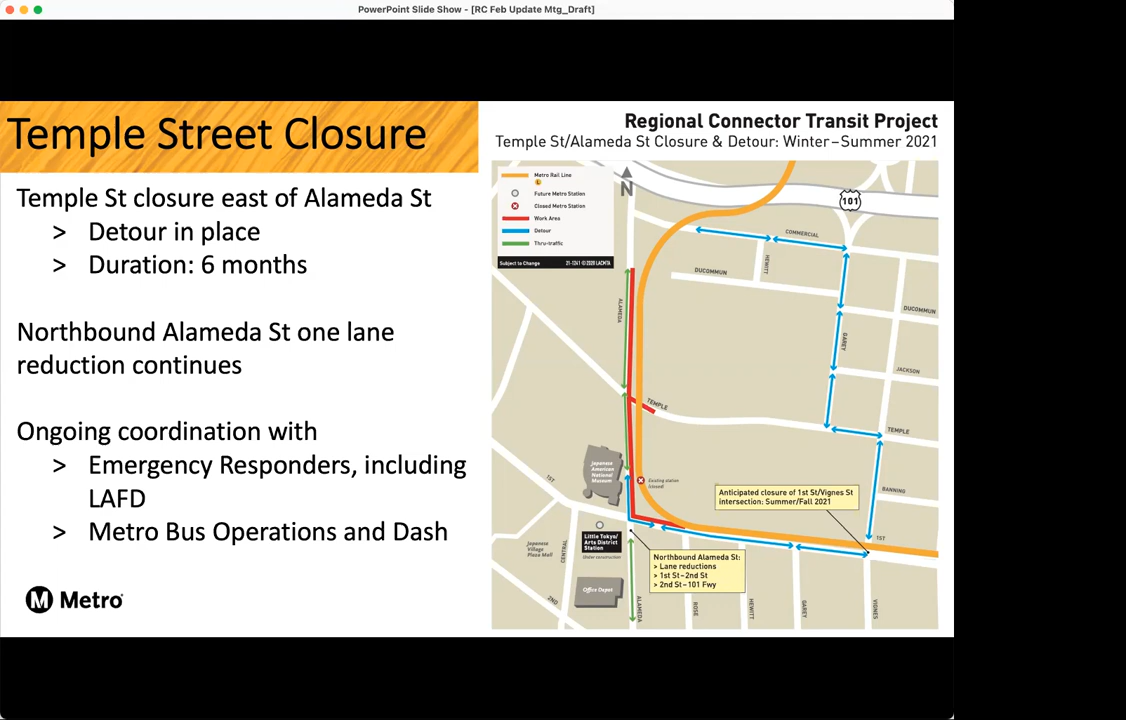 PowerPoint Slide Show - [RC Feb Update Mtg_Draft]
Temple Street Closure
Temple St closure east of Alameda St
> Detour in place
> Duration: 6 months
Northbound Alameda St one lane
reduction continues
Ongoing coordination with
> Emergency Responders, including
LAFD
> Metro Bus Operations and Dash
M Metro
Regional Connector Transit Project
Temple St/Alameda St Closure & Detour: Winter–Summer 2021
Metro Rail Line
L
Future Metro Station
Closed Metro Station
Work Area
Detour
Thru-traffic
Subject to Change 21-1241 ©2020 LACMTA
N
101
COMMERCIAL
HEWITT
DUCOMMUN
DUCOMMUN
ALAMEDA
GAREY
JACKSON
TEMPLE
TEMPLE
Japanese
American
National
Museum
Existing station
(closed)
BANNING
Anticipated closure of 1st St/Vignes St
intersection: Summer/Fall 2021
1ST
1ST
Little Tokyo/
Arts District
Station
Under construction
Japanese
Village
Plaza Mall
CENTRAL
Northbound Alameda St:
> Lane reductions
> 1st St–2nd St
> 2nd St–101 Fwy
Office Depot
2ND
ALAMEDA
ROSE
HEWITT
GAREY
VIGNES